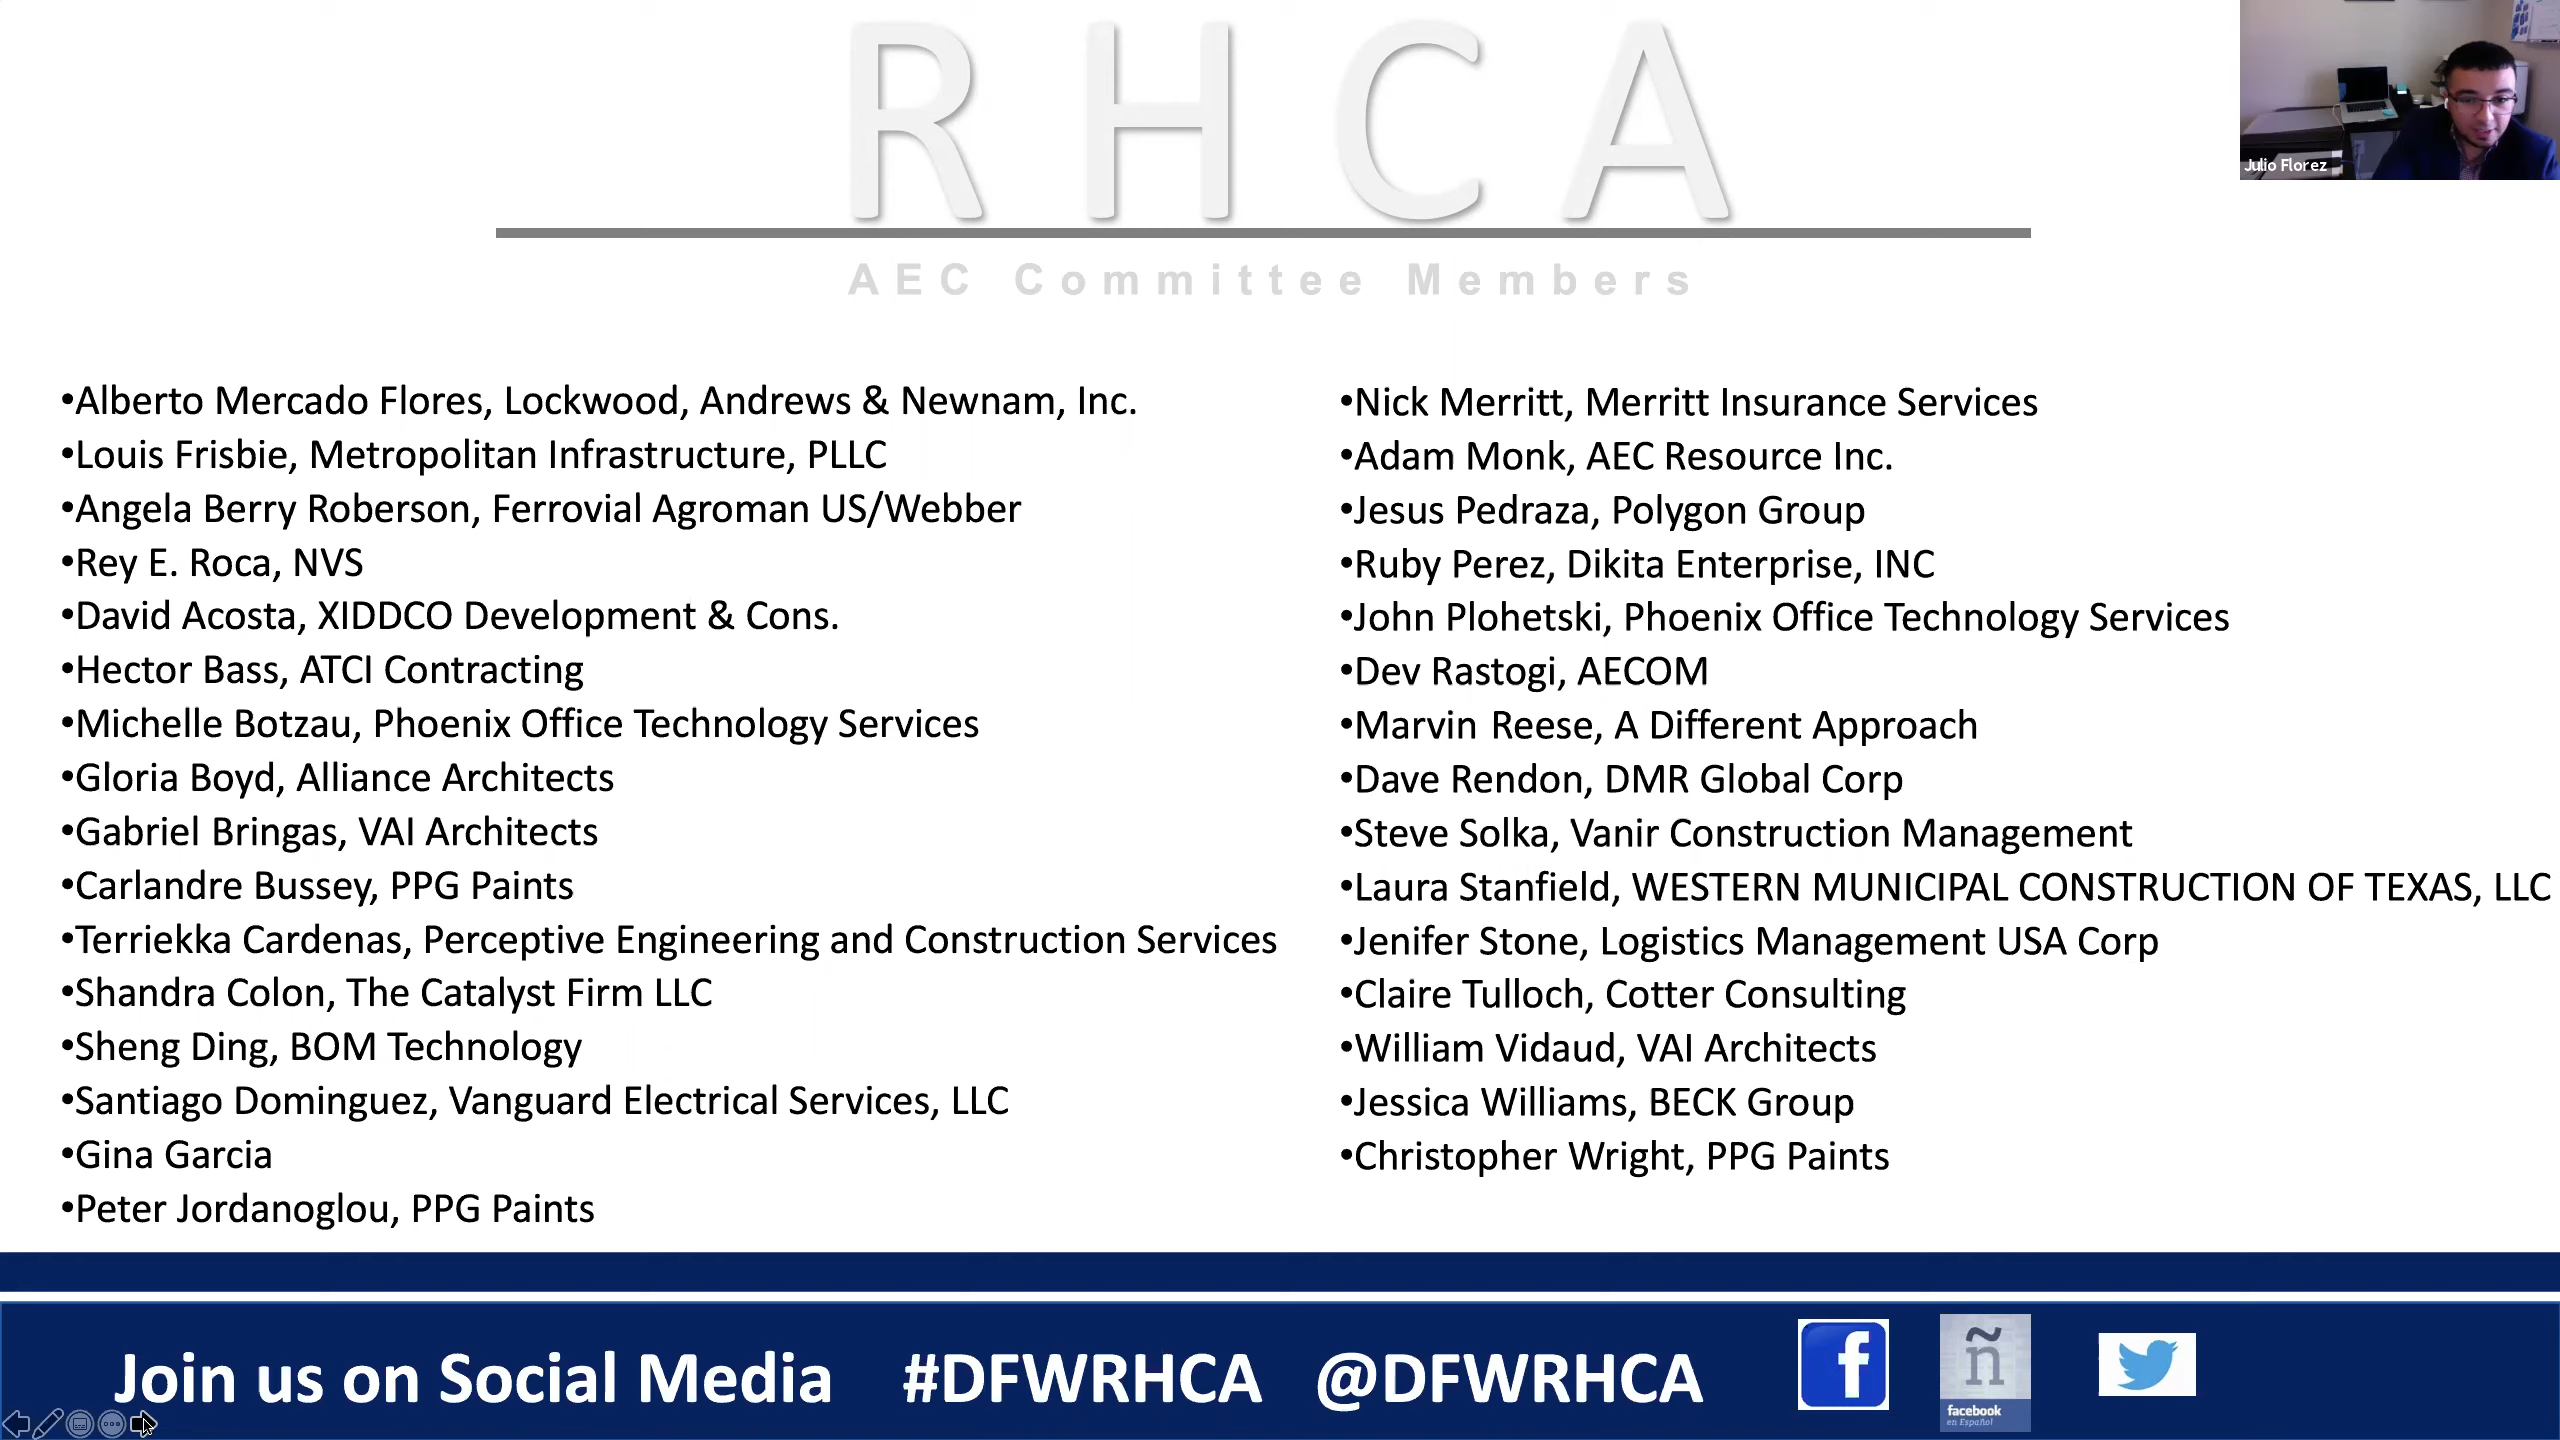 RHCA
Julio Florez
AEC Committee Members
•Alberto Mercado Flores, Lockwood, Andrews & Newnam, Inc.
•Louis Frisbie, Metropolitan Infrastructure, PLLC
•Angela Berry Roberson, Ferrovial Agroman US/Webber
•Rey E. Roca, NVS
•David Acosta, XIDDCO Development & Cons.
•Hector Bass, ATCI Contracting
•Michelle Botzau, Phoenix Office Technology Services
•Gloria Boyd, Alliance Architects
•Gabriel Bringas, VAI Architects
•Carlandre Bussey, PPG Paints
•Terriekka Cardenas, Perceptive Engineering and Construction Services
•Shandra Colon, The Catalyst Firm LLC
•Sheng Ding, BOM Technology
•Santiago Dominguez, Vanguard Electrical Services, LLC
•Gina Garcia
•Peter Jordanoglou, PPG Paints
•Nick Merritt, Merritt Insurance Services
•Adam Monk, AEC Resource Inc.
•Jesus Pedraza, Polygon Group
•Ruby Perez, Dikita Enterprise, INC
•John Plohetski, Phoenix Office Technology Services
•Dev Rastogi, AECOM
•Marvin Reese, A Different Approach
•Dave Rendon, DMR Global Corp
•Steve Solka, Vanir Construction Management
•Laura Stanfield, WESTERN MUNICIPAL CONSTRUCTION OF TEXAS, LLC
•Jenifer Stone, Logistics Management USA Corp
•Claire Tulloch, Cotter Consulting
•William Vidaud, VAI Architects
•Jessica Williams, BECK Group
•Christopher Wright, PPG Paints
Join us on Social Media #DFWRHCA @DFWRHCA
f
ñ
facebook
en Español